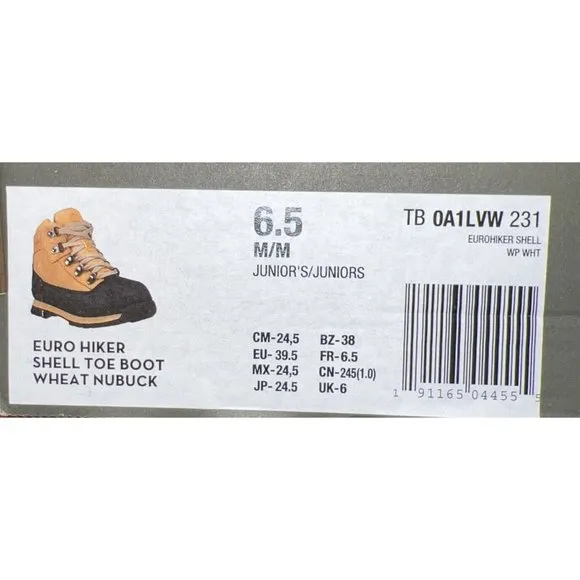 6.5
M/M
JUNIOR'S/JUNIORS
TB 0A1LVW 231
EUROHIKER SHELL
WP WHT
EURO HIKER
SHELL TOE BOOT
WHEAT NUBUCK
CM-24,5 BZ-38
EU-39.5 FR-6.5
MX-24,5 CN-245(1.0)
JP-24.5 UK-6
1 91165 04455 5